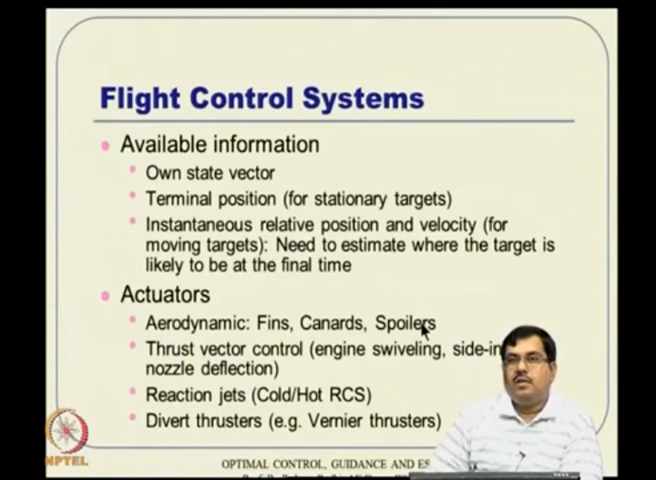 Flight Control Systems
Available information
Own state vector
Terminal position (for stationary targets)
Instantaneous relative position and velocity (for
moving targets): Need to estimate where the target is
likely to be at the final time
Actuators
Aerodynamic: Fins, Canards, Spoilers
Thrust vector control (engine swiveling, side-in
nozzle deflection)
Reaction jets (Cold/Hot RCS)
Divert thrusters (e.g. Vernier thrusters)
NPTEL
OPTIMAL CONTROL, GUIDANCE AND ES